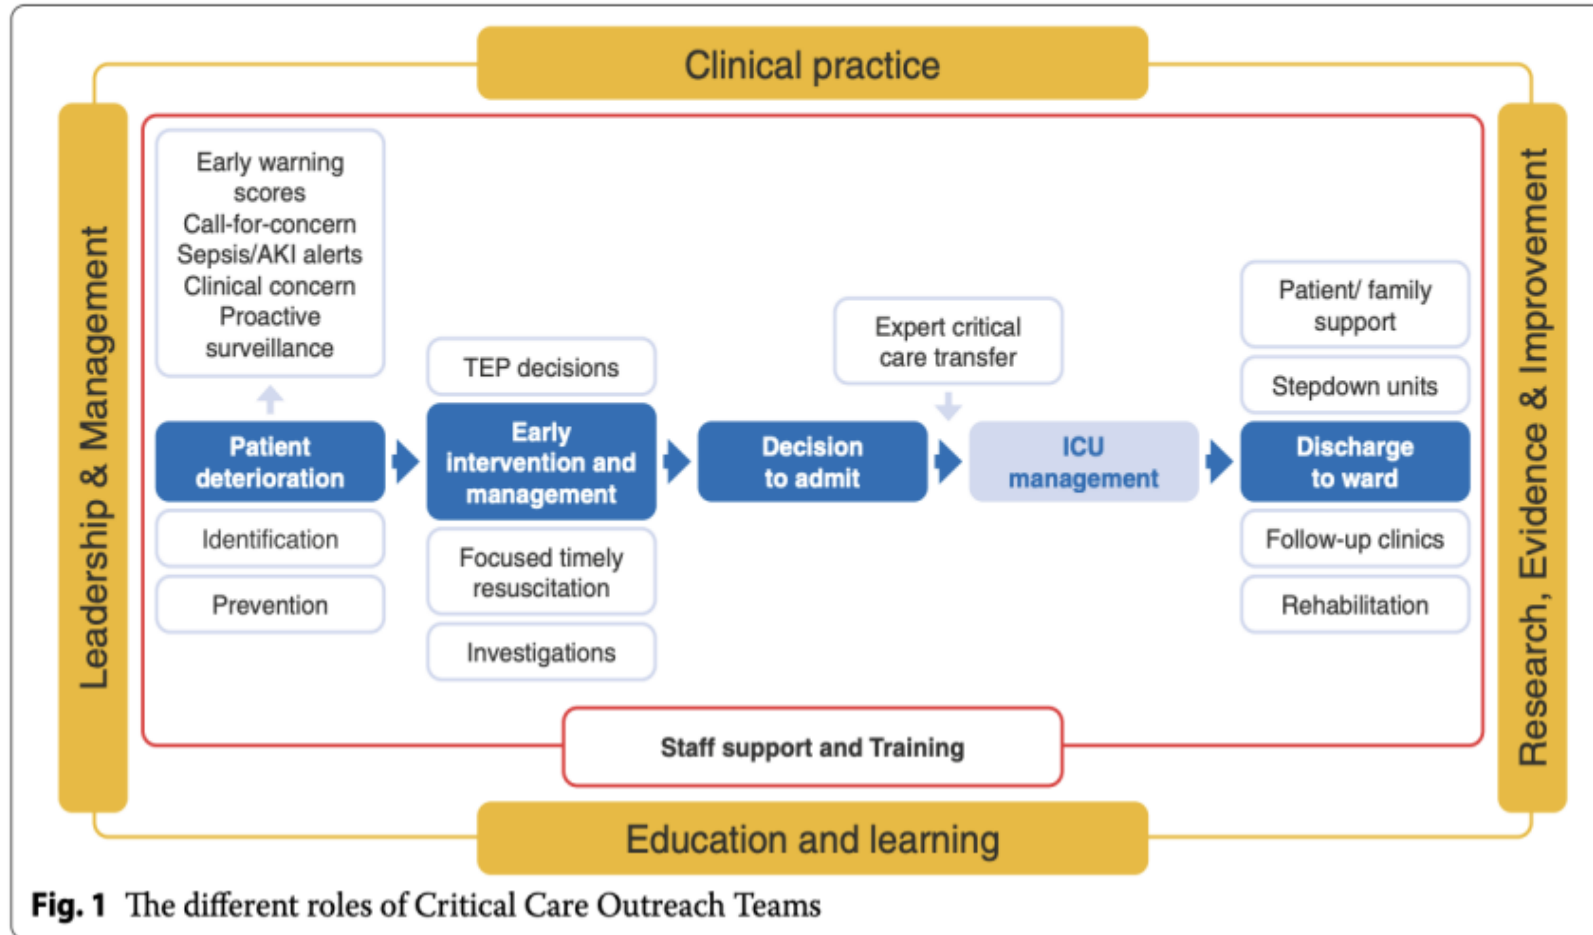 Clinical practice
Leadership & Management
Early warning
scores
Call-for-concern
Sepsis/AKI alerts
Clinical concern
Proactive
surveillance
Patient
deterioration
Identification
Prevention
TEP decisions
Early
intervention and
management
Focused timely
resuscitation
Investigations
Decision
to admit
Expert critical
care transfer
ICU
management
Patient/ family
support
Stepdown units
Discharge
to ward
Follow-up clinics
Rehabilitation
Research, Evidence & Improvement
Staff support and Training
Education and learning
Fig. 1 The different roles of Critical Care Outreach Teams